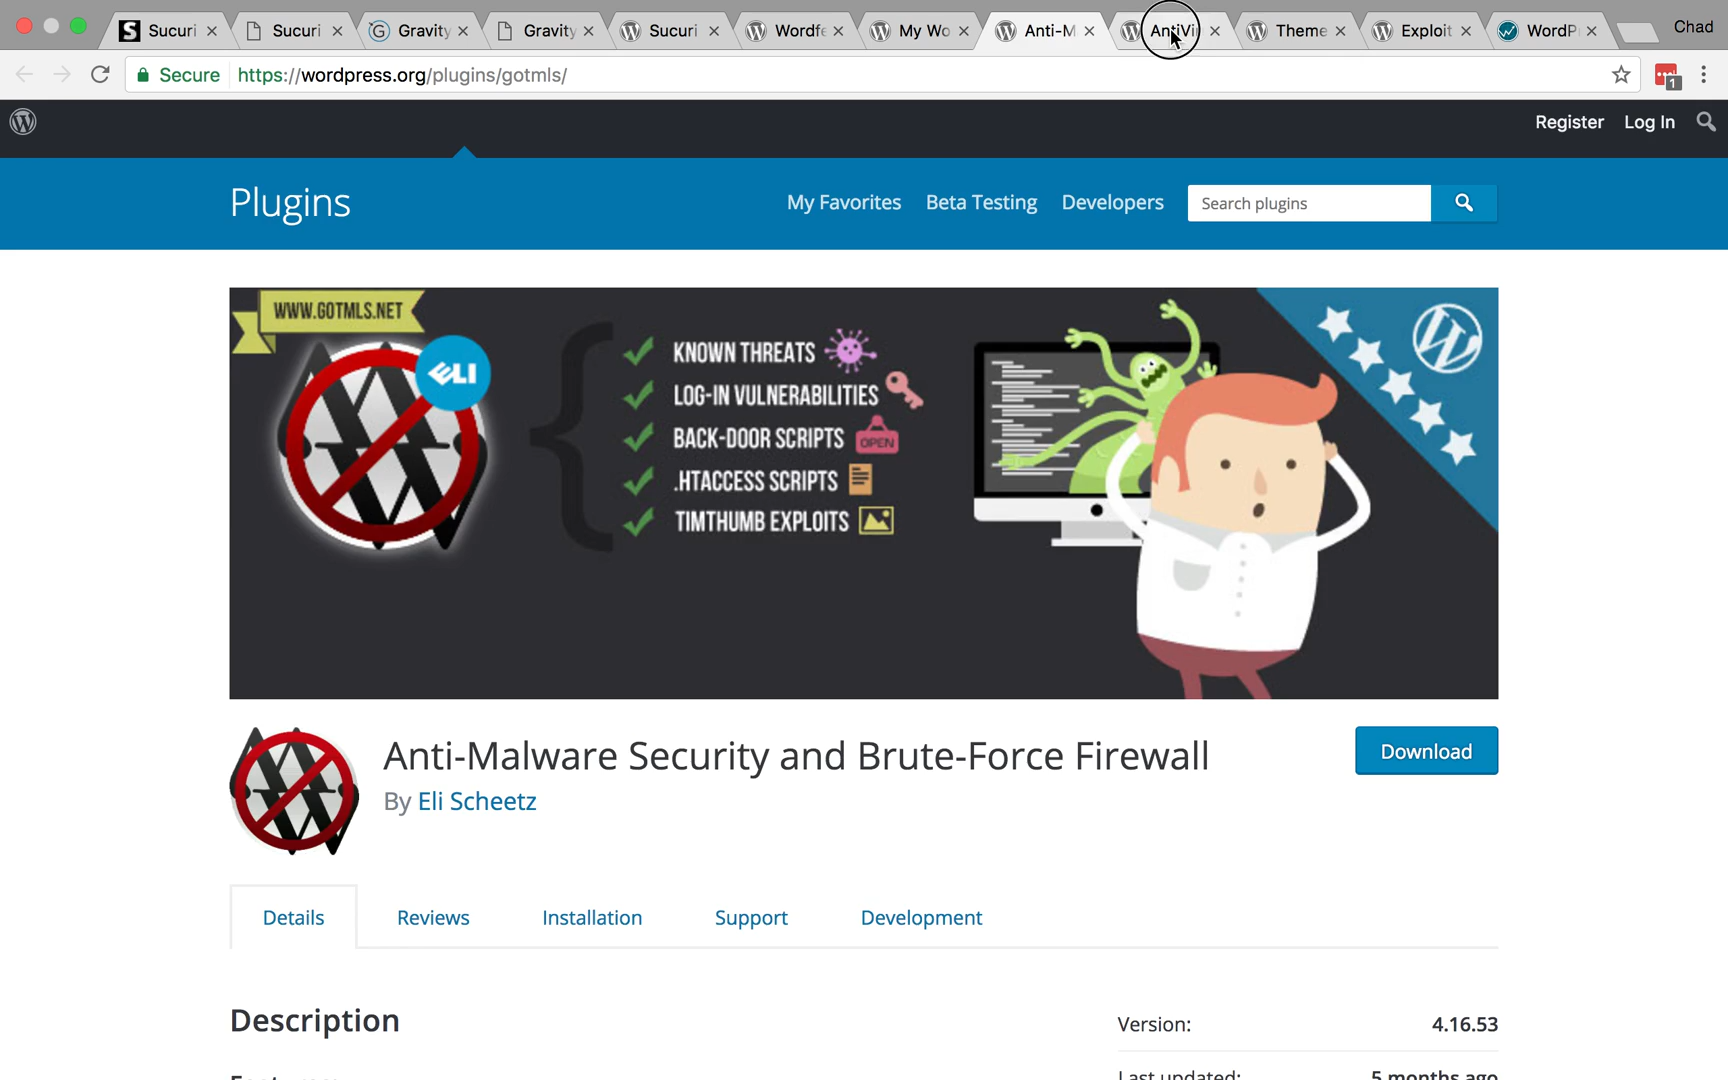 Sucuri
Sucuri
Gravity
Gravity
Sucuri
Wordfe
My Wo
Anti-M
AntiVi
Theme
Exploit
WordP
Chad
Secure
https://wordpress.org/plugins/gotmls/
1
Register
Log In
Plugins
My Favorites
Beta Testing
Developers
Search plugins
WWW.GOTMLS.NET
ELI
KNOWN THREATS
LOG-IN VULNERABILITIES
BACK-DOOR SCRIPTS
OPEN
.HTACCESS SCRIPTS
TIMTHUMB EXPLOITS
Anti-Malware Security and Brute-Force Firewall
Download
By Eli Scheetz
Details
Reviews
Installation
Support
Development
Description
Version:
4.16.53
Last updated:
5 months ago